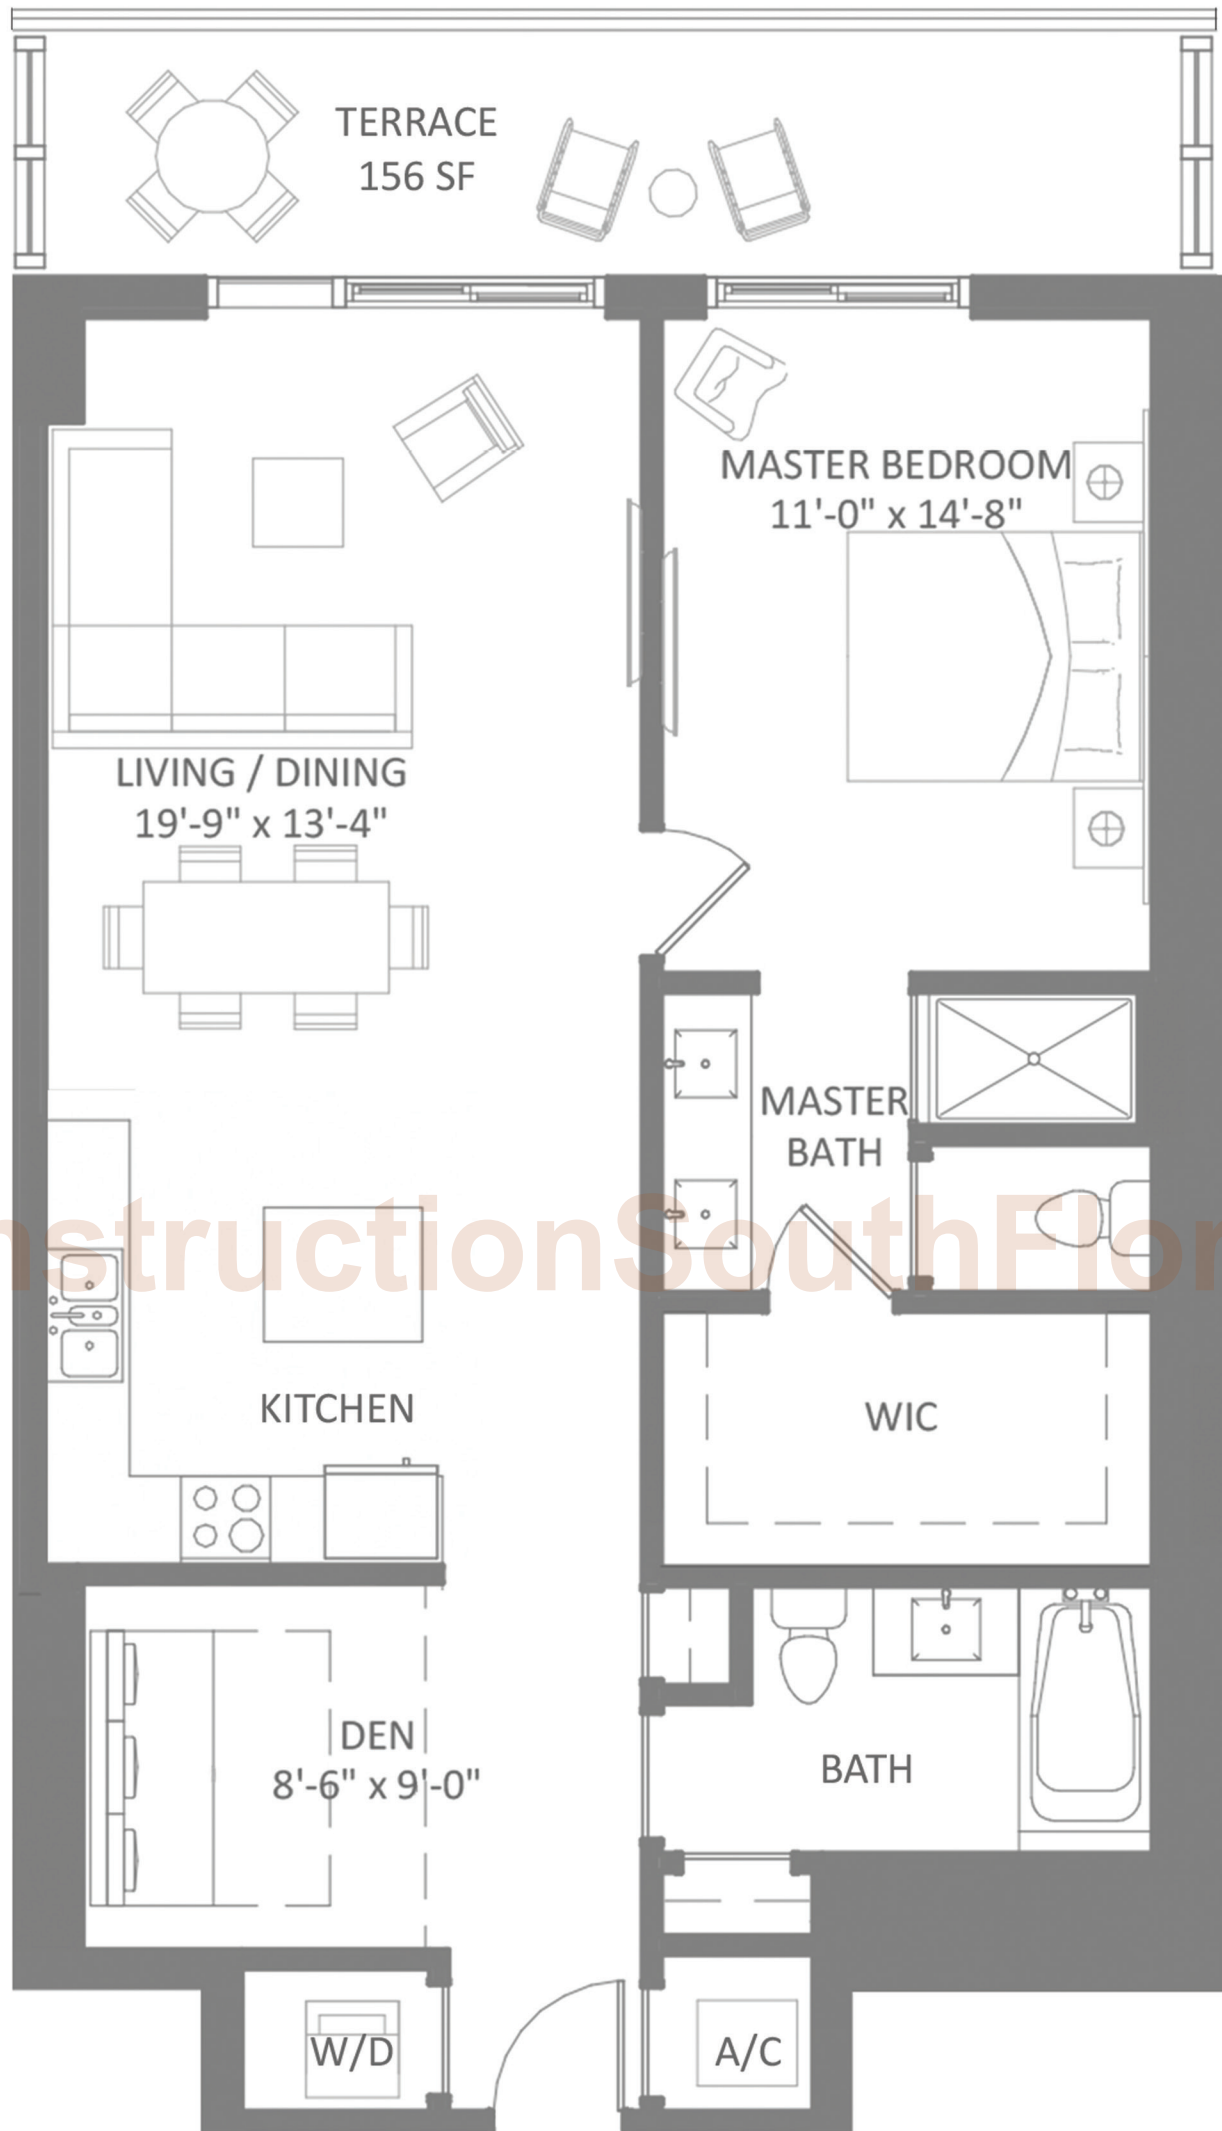 TERRACE
156 SF
MASTER BEDROOM
11'-0" x 14'-8"
LIVING / DINING
19'-9" x 13'-4"
MASTER
BATH
nstructionSouthFlor
KITCHEN
WIC
DEN
8'-6" x 9'-0"
BATH
W/D
A/C